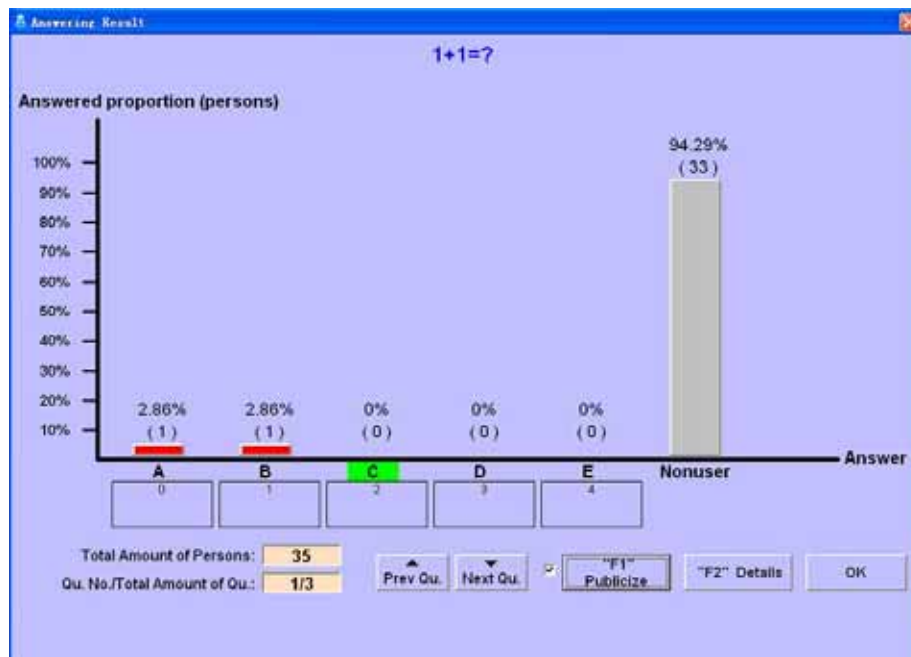 Answering Result
1+1=?
Answered proportion (persons)
100%
90%
80%
70%
60%
50%
40%
30%
20%
10%
2.86%
(1)
2.86%
(1)
0%
(0)
0%
(0)
0%
(0)
94.29%
(33)
A
B
C
D
E
Nonuser
Answer
0
1
2
3
4
Total Amount of Persons: 35
Qu. No./Total Amount of Qu.: 1/3
Prev Qu.
Next Qu.
"F1"
Publicize
"F2" Details
OK